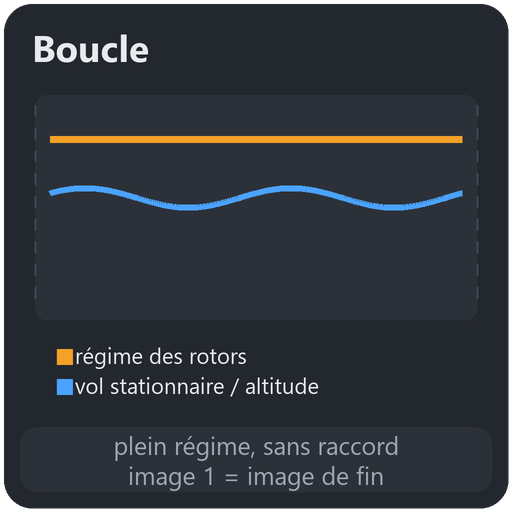 Boucle
régime des rotors
vol stationnaire / altitude
plein régime, sans raccord
image 1 = image de fin